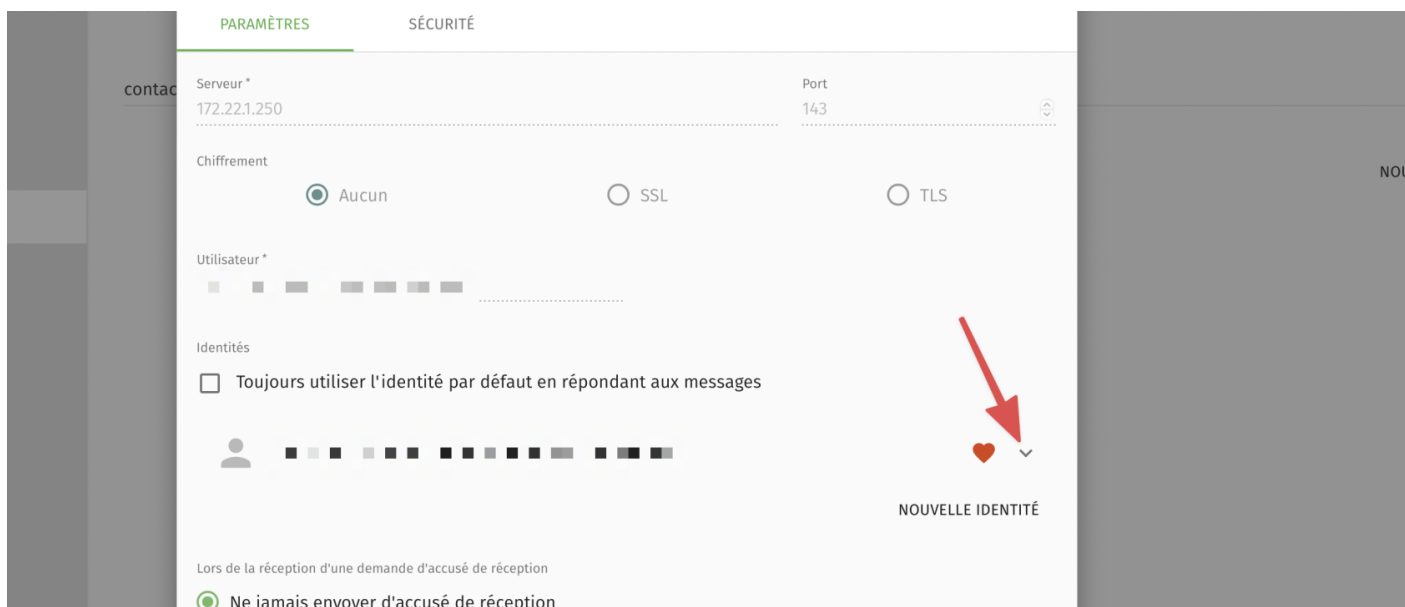 PARAMÈTRES SÉCURITÉ
contac
Serveur * Port
172.22.1.250 143
Chiffrement
NOU
Aucun SSL TLS
Utilisateur *
Identités
Toujours utiliser l'identité par défaut en répondant aux messages
NOUVELLE IDENTITÉ
Lors de la réception d'une demande d'accusé de réception
Ne jamais envoyer d'accusé de réception